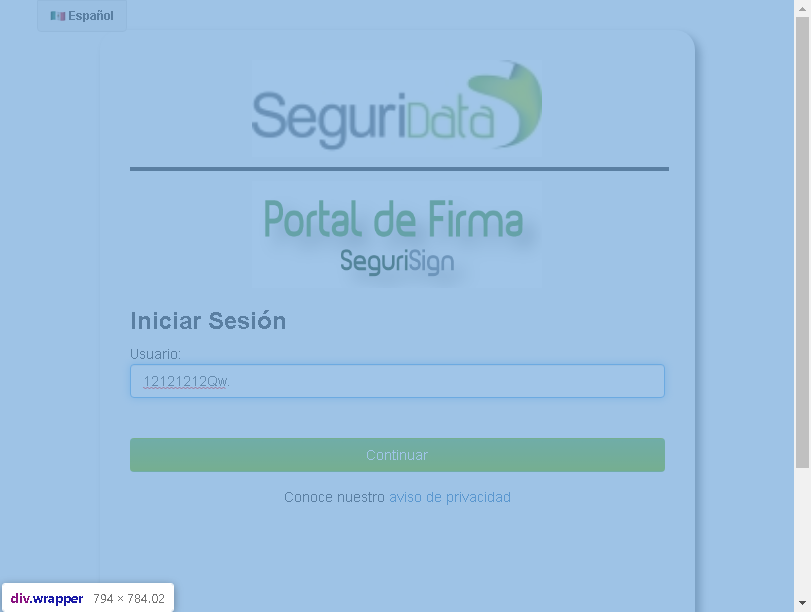 Español
SeguriData
Portal de Firma
SeguriSign
Iniciar Sesión
Usuario:
12121212Qw.
Continuar
Conoce nuestro aviso de privacidad
div.wrapper 794 × 784.02